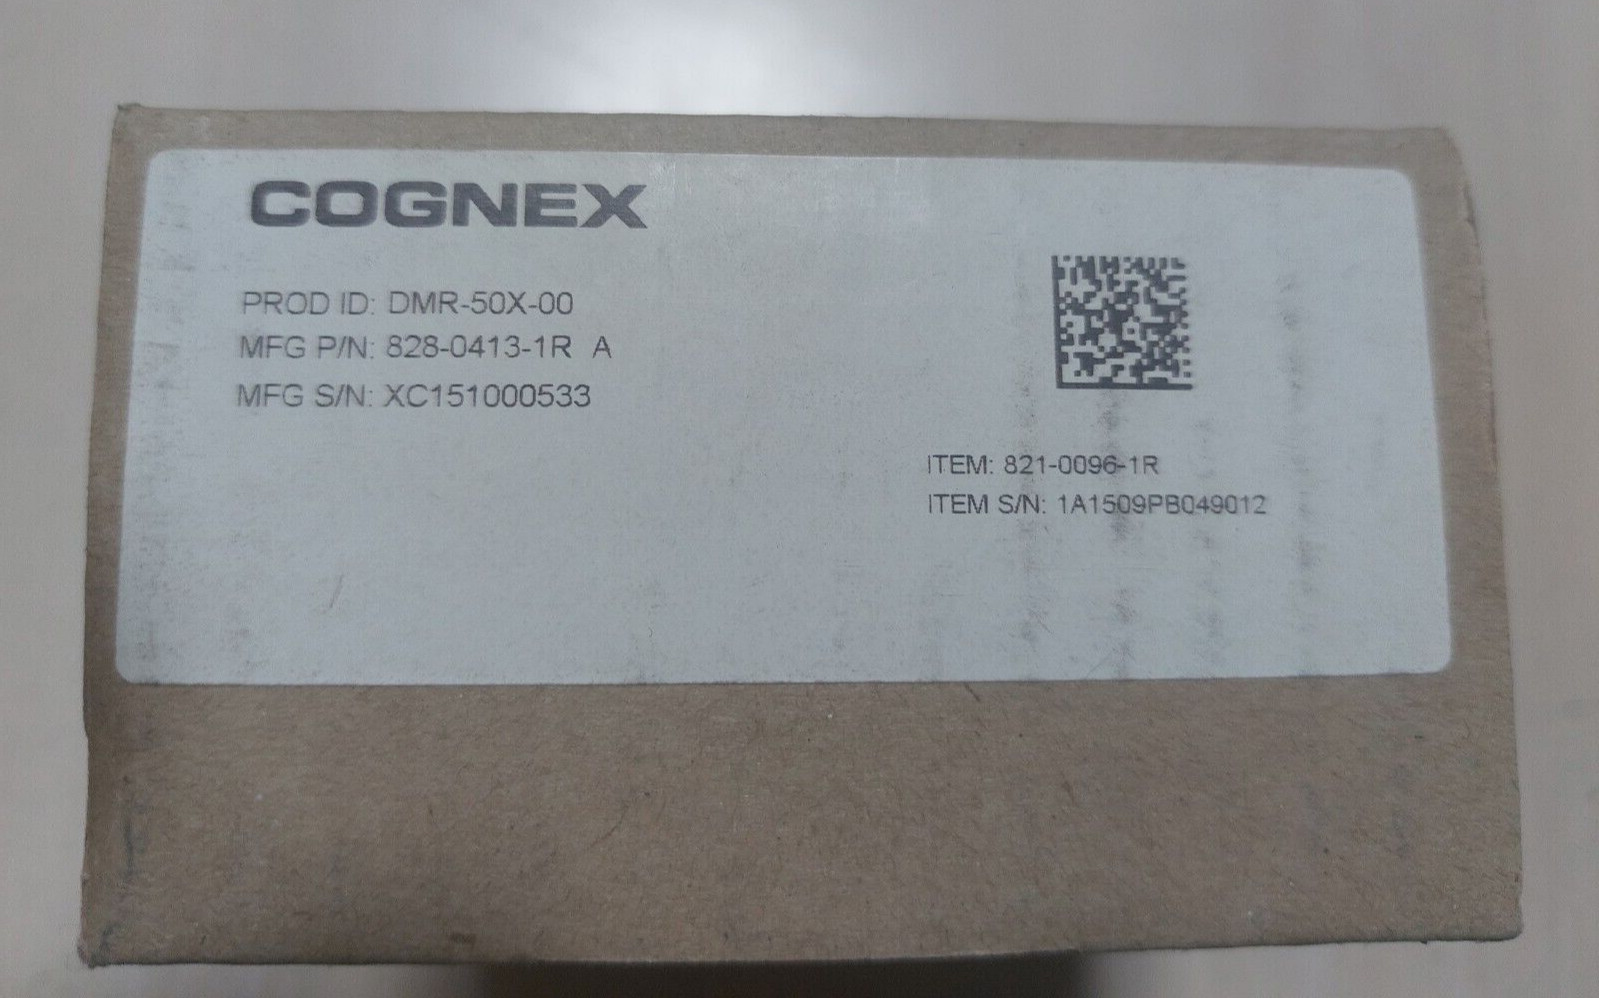 COGNEX
PROD ID: DMR-50X-00
MFG P/N: 828-0413-1R A
MFG S/N: XC151000533
ITEM: 821-0096-1R
ITEM S/N: 1A1509PB049012